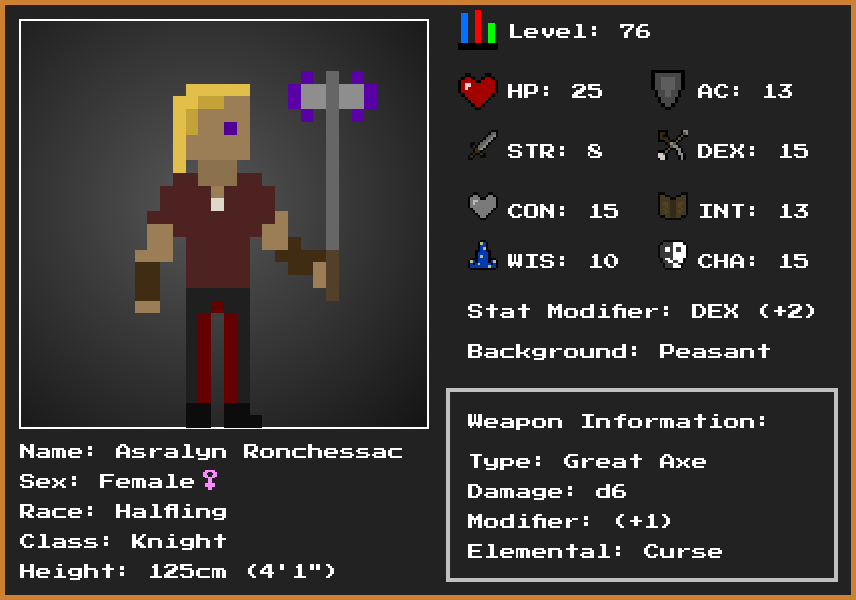 Level: 76
HP: 25
AC: 13
STR: 8
DEX: 15
CON: 15
INT: 13
WIS: 10
CHA: 15
Stat Modifier: DEX (+2)
Background: Peasant
Weapon Information:
Type: Great Axe
Damage: d6
Modifier: (+1)
Elemental: Curse
Name: Asralyn Ronchessac
Sex: Female♀
Race: Halfling
Class: Knight
Height: 125cm (4'1")